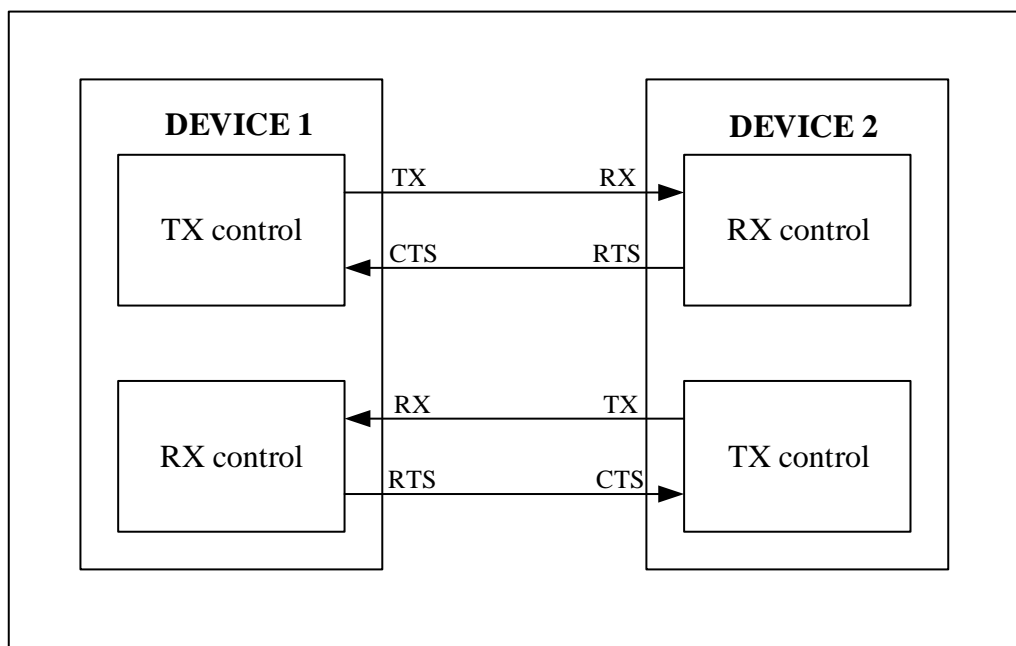 DEVICE 1
DEVICE 2
TX
RX
TX control
RX control
CTS
RTS
RX
TX
RX control
TX control
RTS
CTS